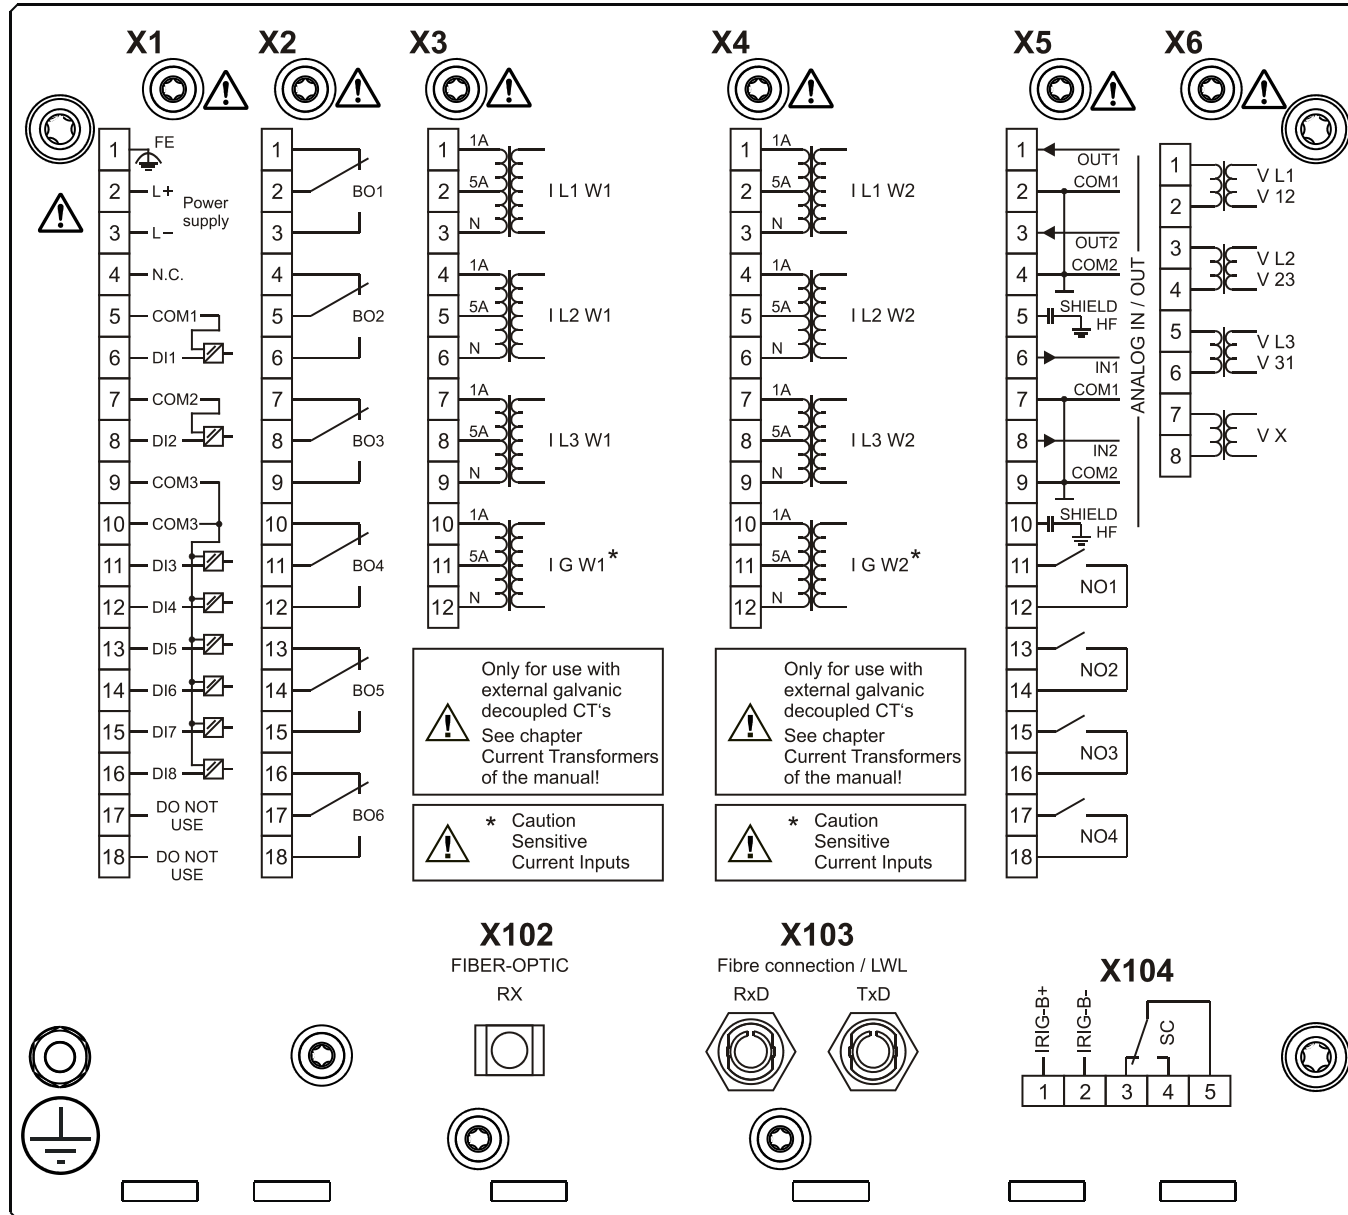 X1
1 FE
2 L+
Power
supply
3 L–
4 N.C.
5 COM1
6 DI1
7 COM2
8 DI2
9 COM3
10 COM3
11 DI3
12 DI4
13 DI5
14 DI6
15 DI7
16 DI8
17 DO NOT
USE
18 DO NOT
USE
X2
1
2 BO1
3
4
5 BO2
6
7
8 BO3
9
10
11 BO4
12
13
14 BO5
15
16
17 BO6
18
X3
1 1A
2 5A I L1 W1
3 N
4 1A
5 5A I L2 W1
6 N
7 1A
8 5A I L3 W1
9 N
10 1A
11 5A I G W1*
12 N
Only for use with
external galvanic
decoupled CT‘s
See chapter
Current Transformers
of the manual!
* Caution
Sensitive
Current Inputs
X4
1 1A
2 5A I L1 W2
3 N
4 1A
5 5A I L2 W2
6 N
7 1A
8 5A I L3 W2
9 N
10 1A
11 5A I G W2*
12 N
Only for use with
external galvanic
decoupled CT‘s
See chapter
Current Transformers
of the manual!
* Caution
Sensitive
Current Inputs
X5
1 OUT1
2 COM1
3 OUT2
4 COM2
5 SHIELD
HF
6 IN1
7 COM1
8 IN2
9 COM2
10 SHIELD
HF
ANALOG IN / OUT
11
NO1
12
13
NO2
14
15
NO3
16
17
NO4
18
X6
1 V L1
2 V 12
3 V L2
4 V 23
5 V L3
6 V 31
7
V X
8
X102
FIBER-OPTIC
RX
X103
Fibre connection / LWL
RxD TxD
X104
IRIG-B+
IRIG-B-
SC
1 2 3 4 5